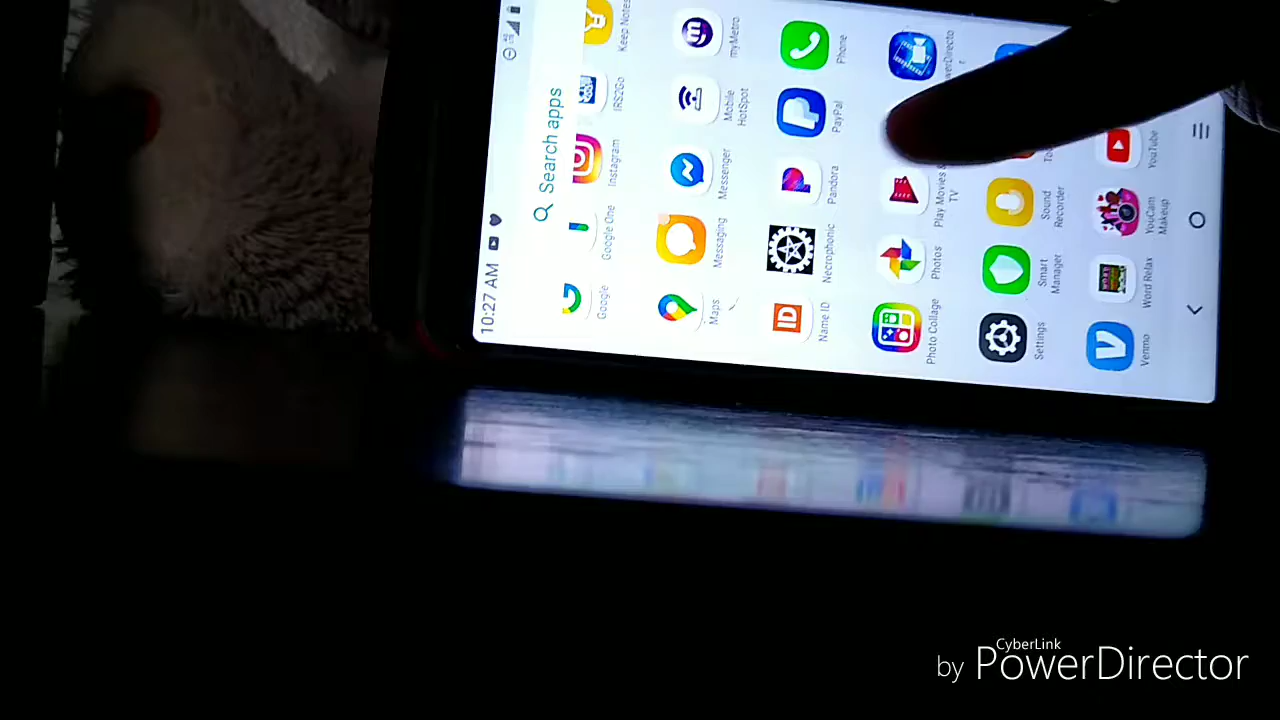 10:27 AM
Search apps
Google
Google One
Instagram
IRS2Go
Keep Notes
Maps
Messaging
Messenger
Mobile
HotSpot
myMetro
Name ID
Necrophonic
Pandora
PayPal
Phone
Photo Collage
Photos
Play Movies &
TV
Settings
Smart
Manager
Sound
Recorder
Venmo
Word Relax
YouCam
Makeup
YouTube
CyberLink
by PowerDirector